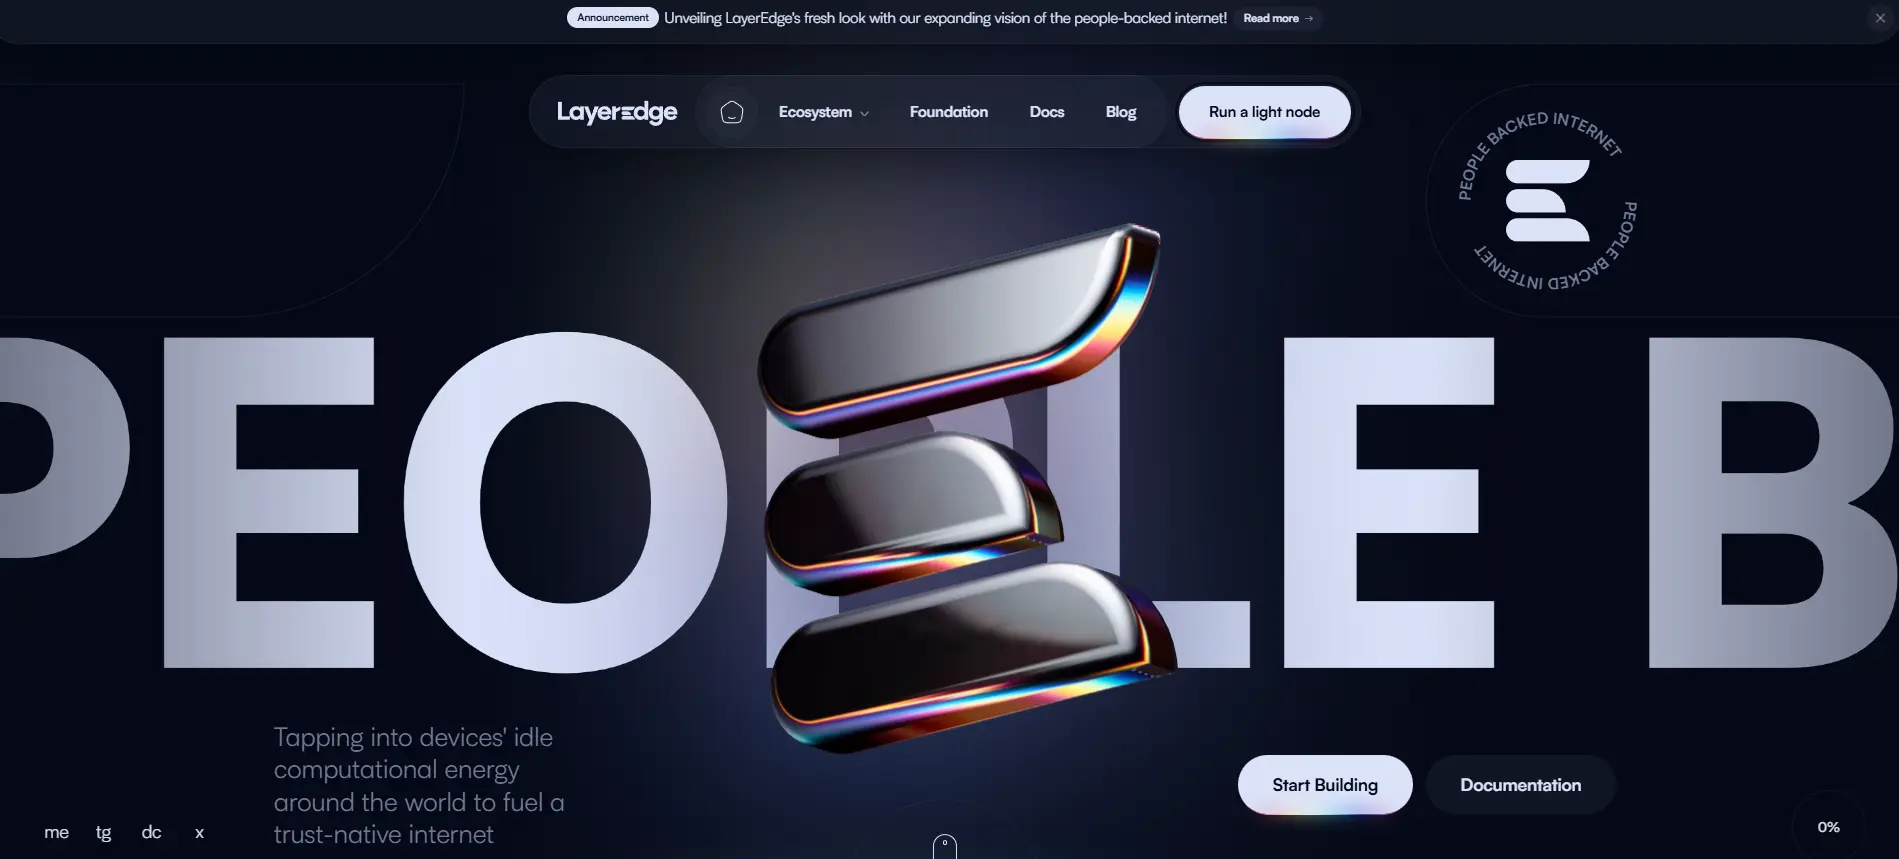 Announcement Unveiling LayerEdge's fresh look with our expanding vision of the people-backed internet! Read more →
LayerEdge Ecosystem Foundation Docs Blog Run a light node
PEOPLE BACKED INTERNET
PEOPLE BACKED INTERNET
PEOPLE B
Tapping into devices' idle
computational energy
around the world to fuel a
trust-native internet
Start Building Documentation
me tg dc x
0%